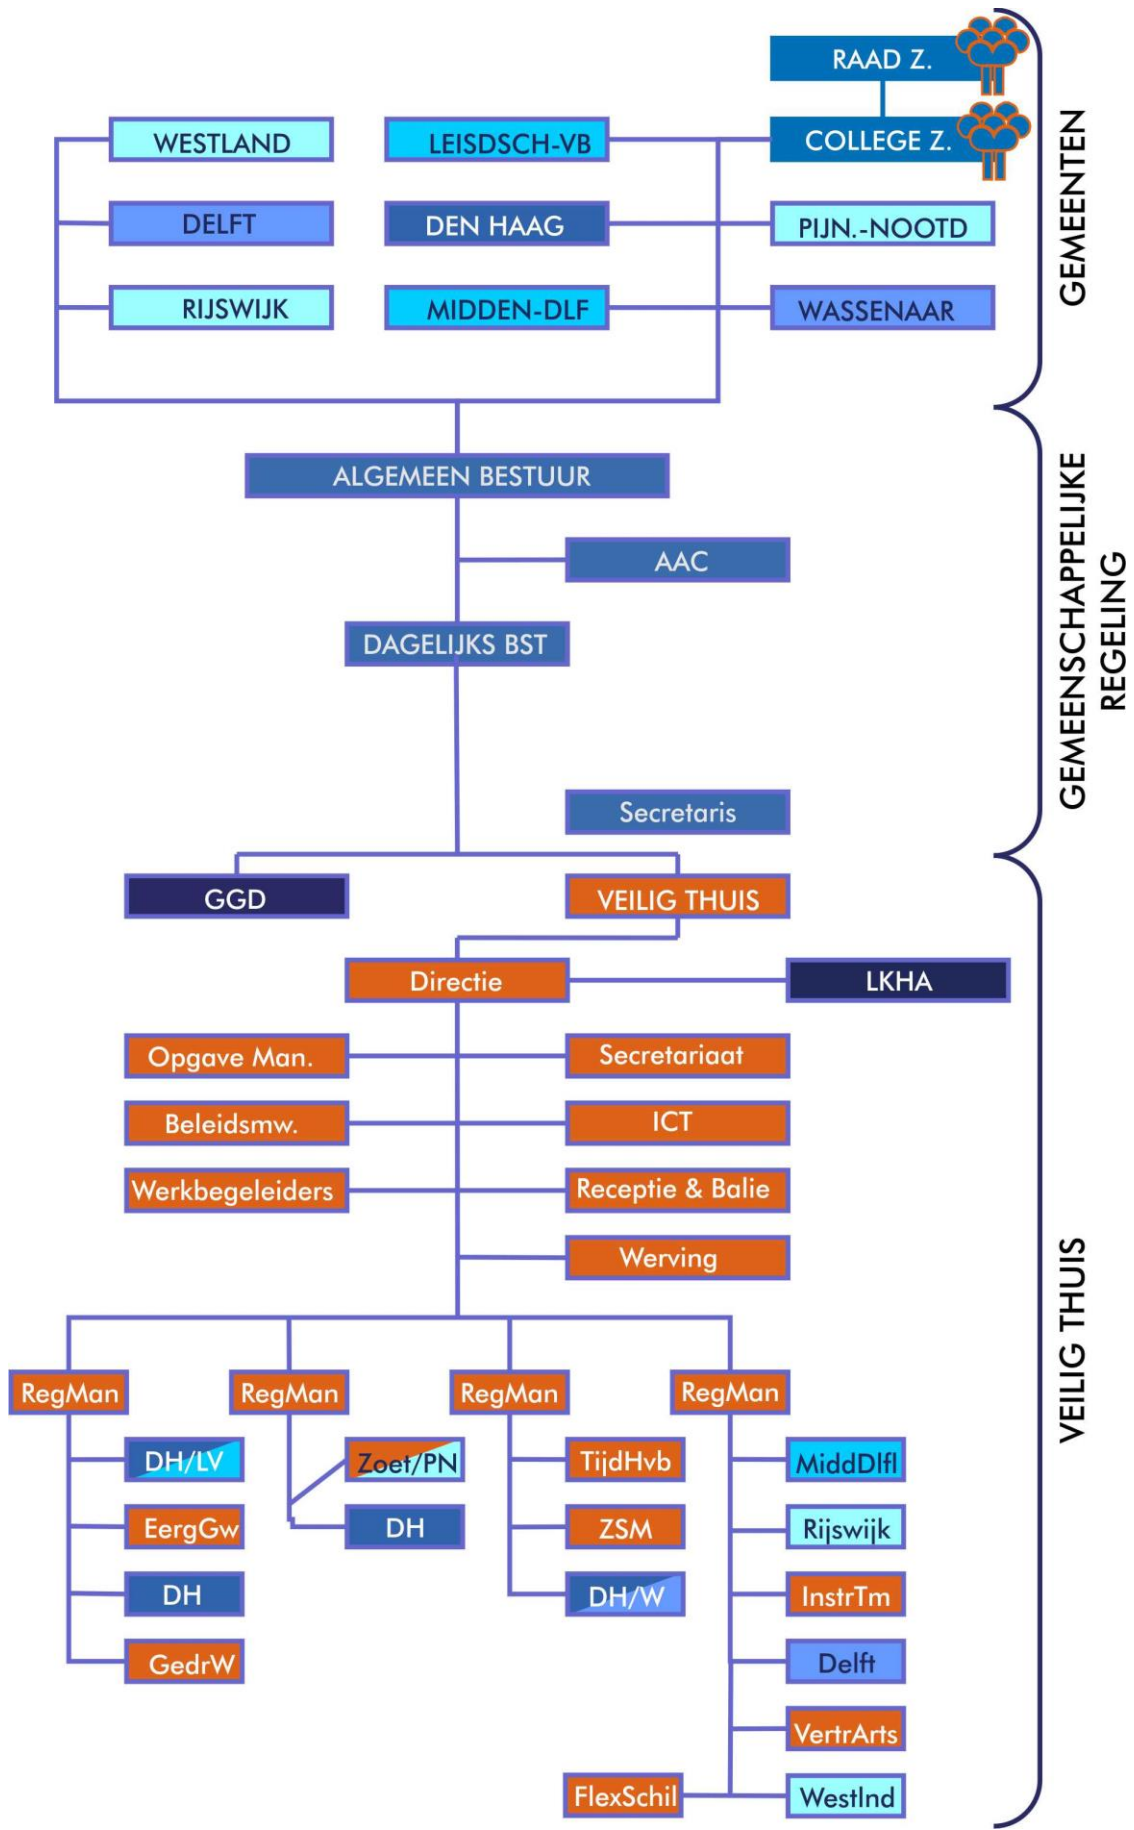 RAAD Z.
WESTLAND
LEISDSCH-VB
COLLEGE Z.
DELFT
DEN HAAG
PIJN.-NOOTD
RIJSWIJK
MIDDEN-DLF
WASSENAAR
GEMEENTEN
ALGEMEEN BESTUUR
AAC
DAGELIJKS BST
Secretaris
GEMEENSCHAPPELIJKE
REGELING
GGD
VEILIG THUIS
Directie
LKHA
Opgave Man.
Secretariaat
Beleidsmw.
ICT
Werkbegeleiders
Receptie & Balie
Werving
VEILIG THUIS
RegMan
RegMan
RegMan
RegMan
DH/LV
Zoet/PN
TijdHvb
MiddDlfl
EergGw
DH
ZSM
Rijswijk
DH
DH/W
InstrTm
GedrW
Delft
VertrArts
FlexSchil
Westlnd